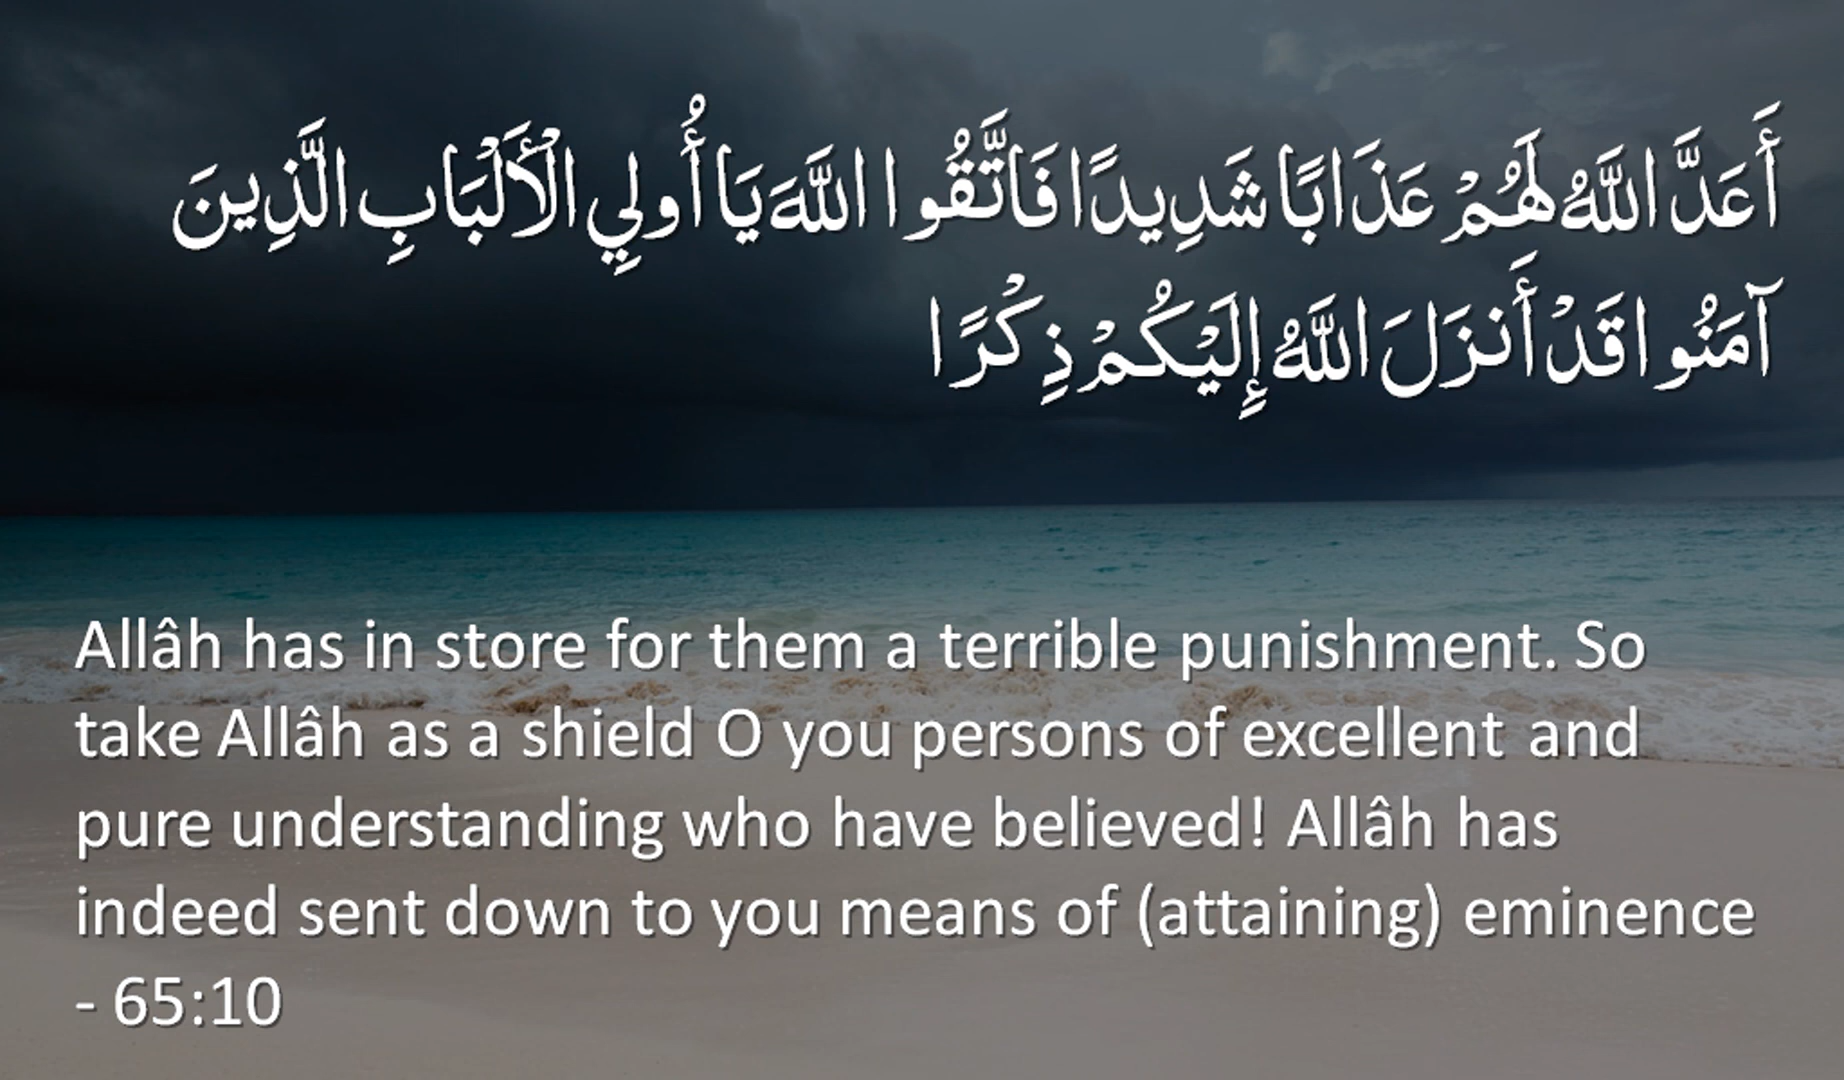 أَعَدَّ اللَّهُ لَهُمْ عَذَابًا شَدِيدًا فَاتَّقُوا اللَّهَ يَا أُولِي الْأَلْبَابِ الَّذِينَ
آمَنُوا قَدْ أَنزَلَ اللَّهُ إِلَيْكُمْ ذِكْرًا
Allâh has in store for them a terrible punishment. So
take Allâh as a shield O you persons of excellent and
pure understanding who have believed! Allâh has
indeed sent down to you means of (attaining) eminence
- 65:10